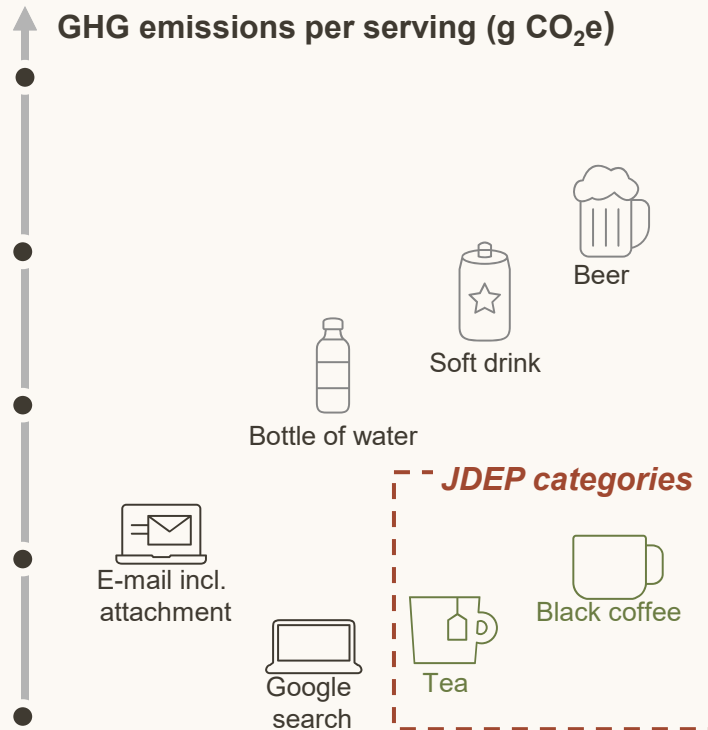 GHG emissions per serving (g CO₂e)
Beer
Soft drink
Bottle of water
JDEP categories
E-mail incl.
attachment
Black coffee
Tea
Google
search